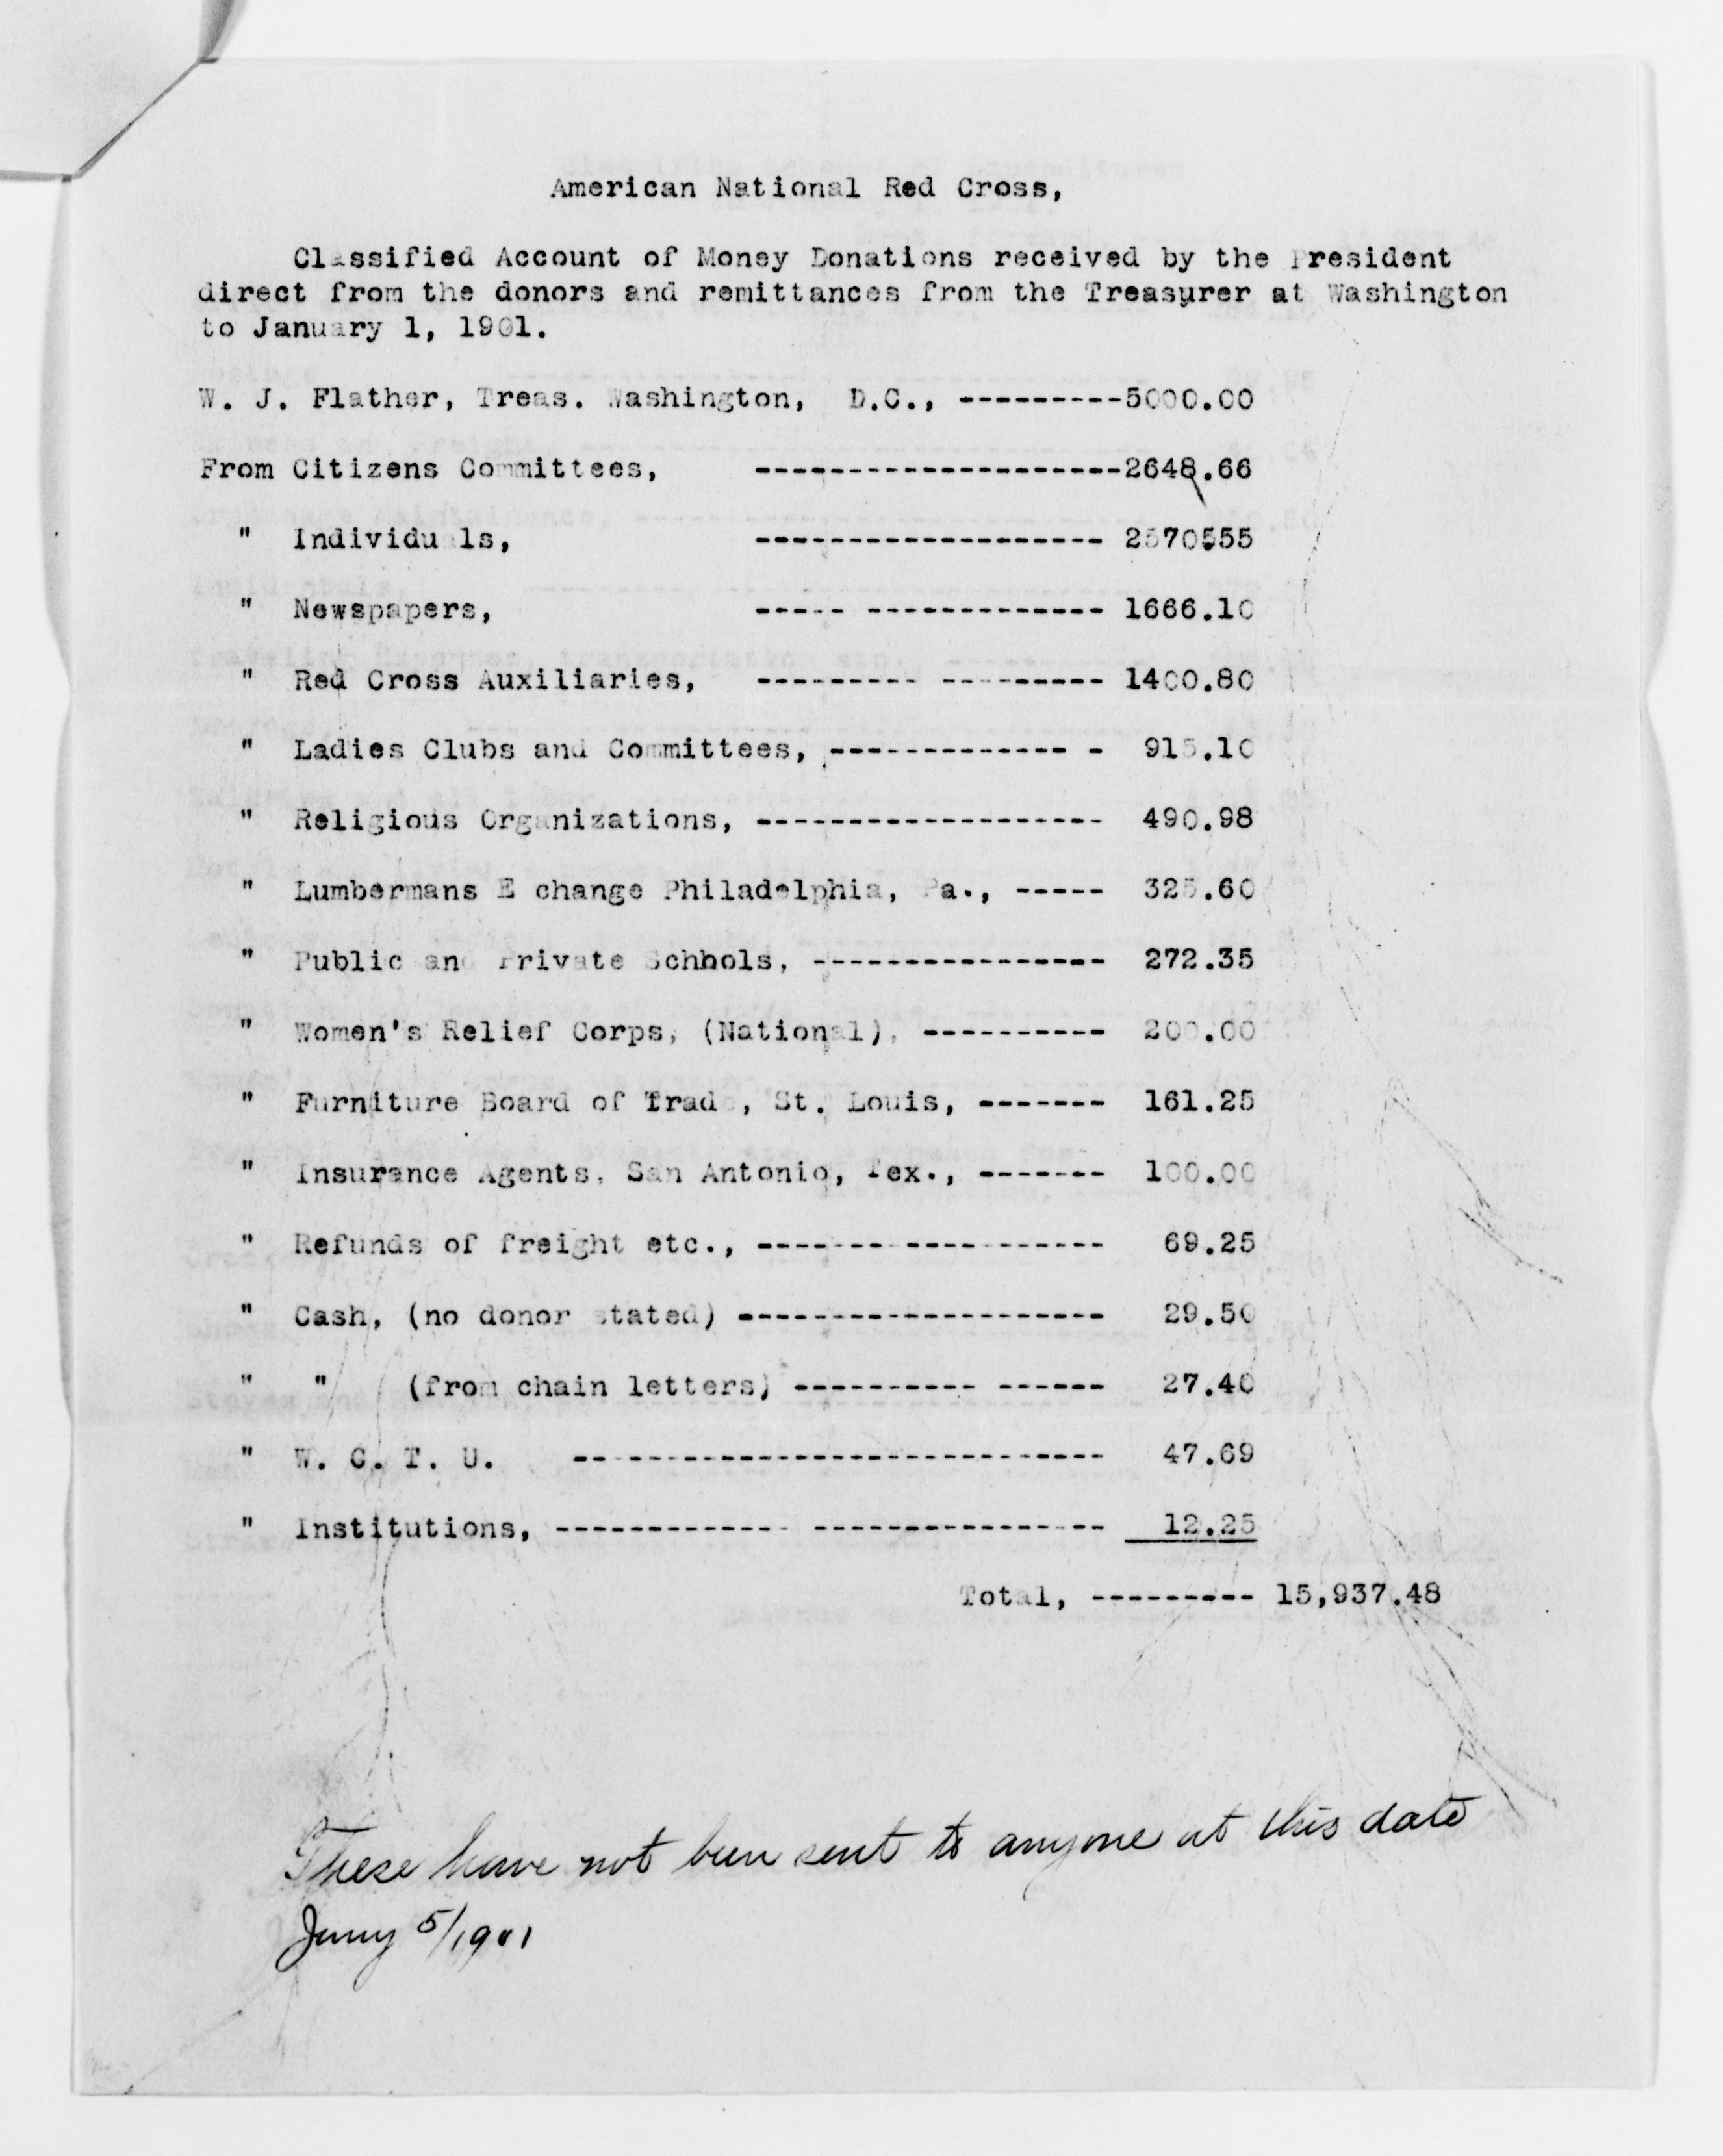 American National Red Cross,
Classified Account of Money Donations received by the President
direct from the donors and remittances from the Treasurer at Washington
to January 1, 1901.
W. J. Flather, Treas. Washington, D.C., ---------5000.00
From Citizens Committees, --------------------2648.66
" Individuals, ------------------- 2570.55
" Newspapers, ----- ------------- 1666.10
" Red Cross Auxiliaries, --------- --------- 1400.80
" Ladies Clubs and Committees, ------------- - 915.10
" Religious Organizations, ------------------- 490.98
" Lumbermans E change Philadelphia, Pa., ----- 325.60
" Public and Private Schhols, ---------------- 272.35
" Women's Relief Corps, (National), ---------- 200.00
" Furniture Board of Trade, St. Louis, ------- 161.25
" Insurance Agents, San Antonio, Tex., ------- 100.00
" Refunds of freight etc., ------------------- 69.25
" Cash, (no donor stated) -------------------- 29.50
" " (from chain letters) ---------- ------ 27.40
" W. C. T. U. ----------------------------- 47.69
" Institutions, ------------- ---------------- 12.25
Total, --------- 15,937.48
These have not been sent to anyone at this date
Jany 5/1901